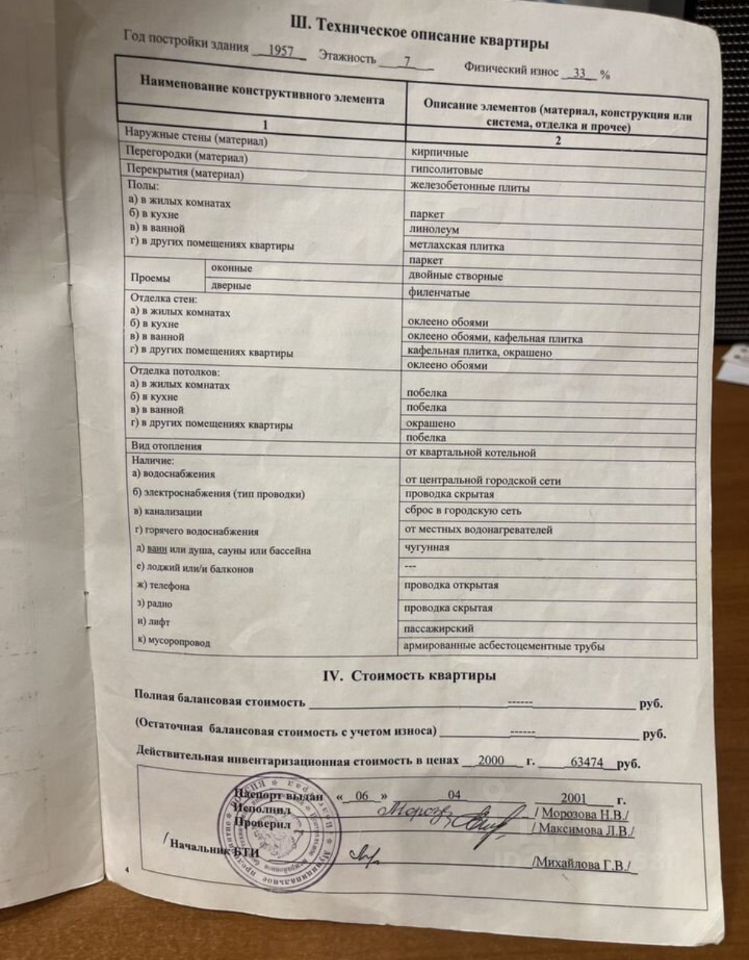 III. Техническое описание квартиры
Год постройки здания 1957 Этажность 7 Физический износ 33 %
Наименование конструктивного элемента
Описание элементов (материал, конструкция или система, отделка и прочее)
1
2
Наружные стены (материал)
кирпичные
Перегородки (материал)
гипсолитовые
Перекрытия (материал)
железобетонные плиты
Полы:
а) в жилых комнатах
паркет
б) в кухне
линолеум
в) в ванной
метлахская плитка
г) в других помещениях квартиры
паркет
Проемы
оконные
двойные створные
дверные
филенчатые
Отделка стен:
а) в жилых комнатах
оклеено обоями
б) в кухне
оклеено обоями, кафельная плитка
в) в ванной
кафельная плитка, окрашено
г) в других помещениях квартиры
оклеено обоями
Отделка потолков:
а) в жилых комнатах
побелка
б) в кухне
побелка
в) в ванной
окрашено
г) в других помещениях квартиры
побелка
Вид отопления
от квартальной котельной
Наличие:
а) водоснабжения
от центральной городской сети
б) электроснабжения (тип проводки)
проводка скрытая
в) канализации
сброс в городскую сеть
г) горячего водоснабжения
от местных водонагревателей
д) ванн или душа, сауны или бассейна
чугунная
е) лоджий или/и балконов
---
ж) телефона
проводка открытая
з) радио
проводка скрытая
и) лифт
пассажирский
к) мусоропровод
армированные асбестоцементные трубы
IV. Стоимость квартиры
Полная балансовая стоимость ------ руб.
(Остаточная балансовая стоимость с учетом износа) ------ руб.
Действительная инвентаризационная стоимость в ценах 2000 г. 63474 руб.
Паспорт выдан « 06 » 04 2001 г.
Исполнил / Морозова Н.В./
Проверил / Максимова Л.В./
/ Начальник БТИ /Михайлова Г.В./
4